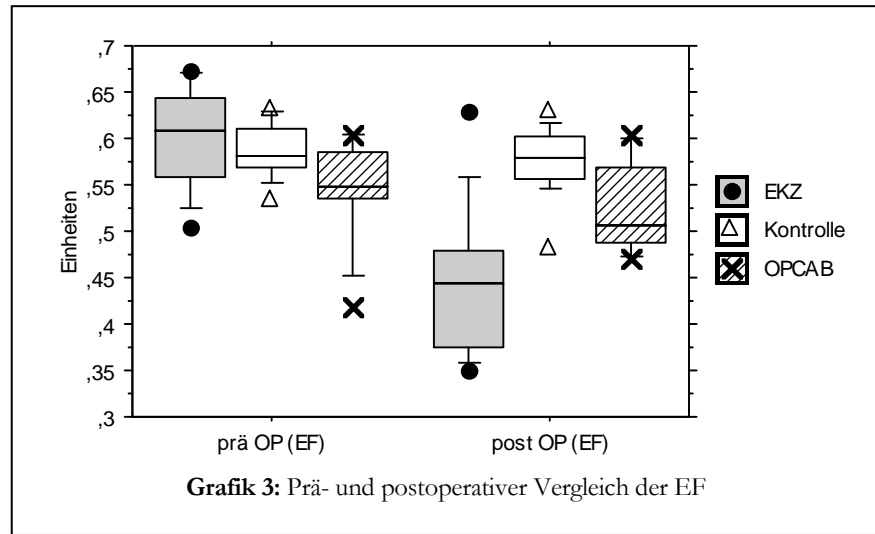 ,7
,65
,6
,55
,5
,45
,4
,35
,3
Einheiten
prä OP (EF)
post OP (EF)
EKZ
Kontrolle
OPCAB
Grafik 3: Prä- und postoperativer Vergleich der EF